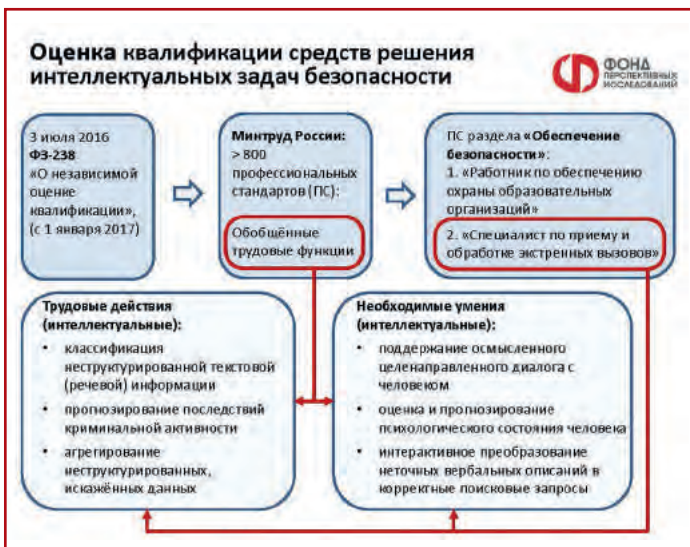 Оценка квалификации средств решения
интеллектуальных задач безопасности
ФОНД
ПЕРСПЕКТИВНЫХ
ИССЛЕДОВАНИЙ
3 июля 2016
ФЗ-238
«О независимой
оценке
квалификации»,
(с 1 января 2017)
Минтруд России:
> 800
профессиональных
стандартов (ПС):
Обобщённые
трудовые функции
ПС раздела «Обеспечение
безопасности»:
1. «Работник по обеспечению
охраны образовательных
организаций»
2. «Специалист по приему и
обработке экстренных вызовов»
Трудовые действия
(интеллектуальные):
• классификация
неструктурированной текстовой
(речевой) информации
• прогнозирование последствий
криминальной активности
• агрегирование
неструктурированных,
искажённых данных
Необходимые умения
(интеллектуальные):
• поддержание осмысленного
целенаправленного диалога с
человеком
• оценка и прогнозирование
психологического состояния человека
• интерактивное преобразование
неточных вербальных описаний в
корректные поисковые запросы